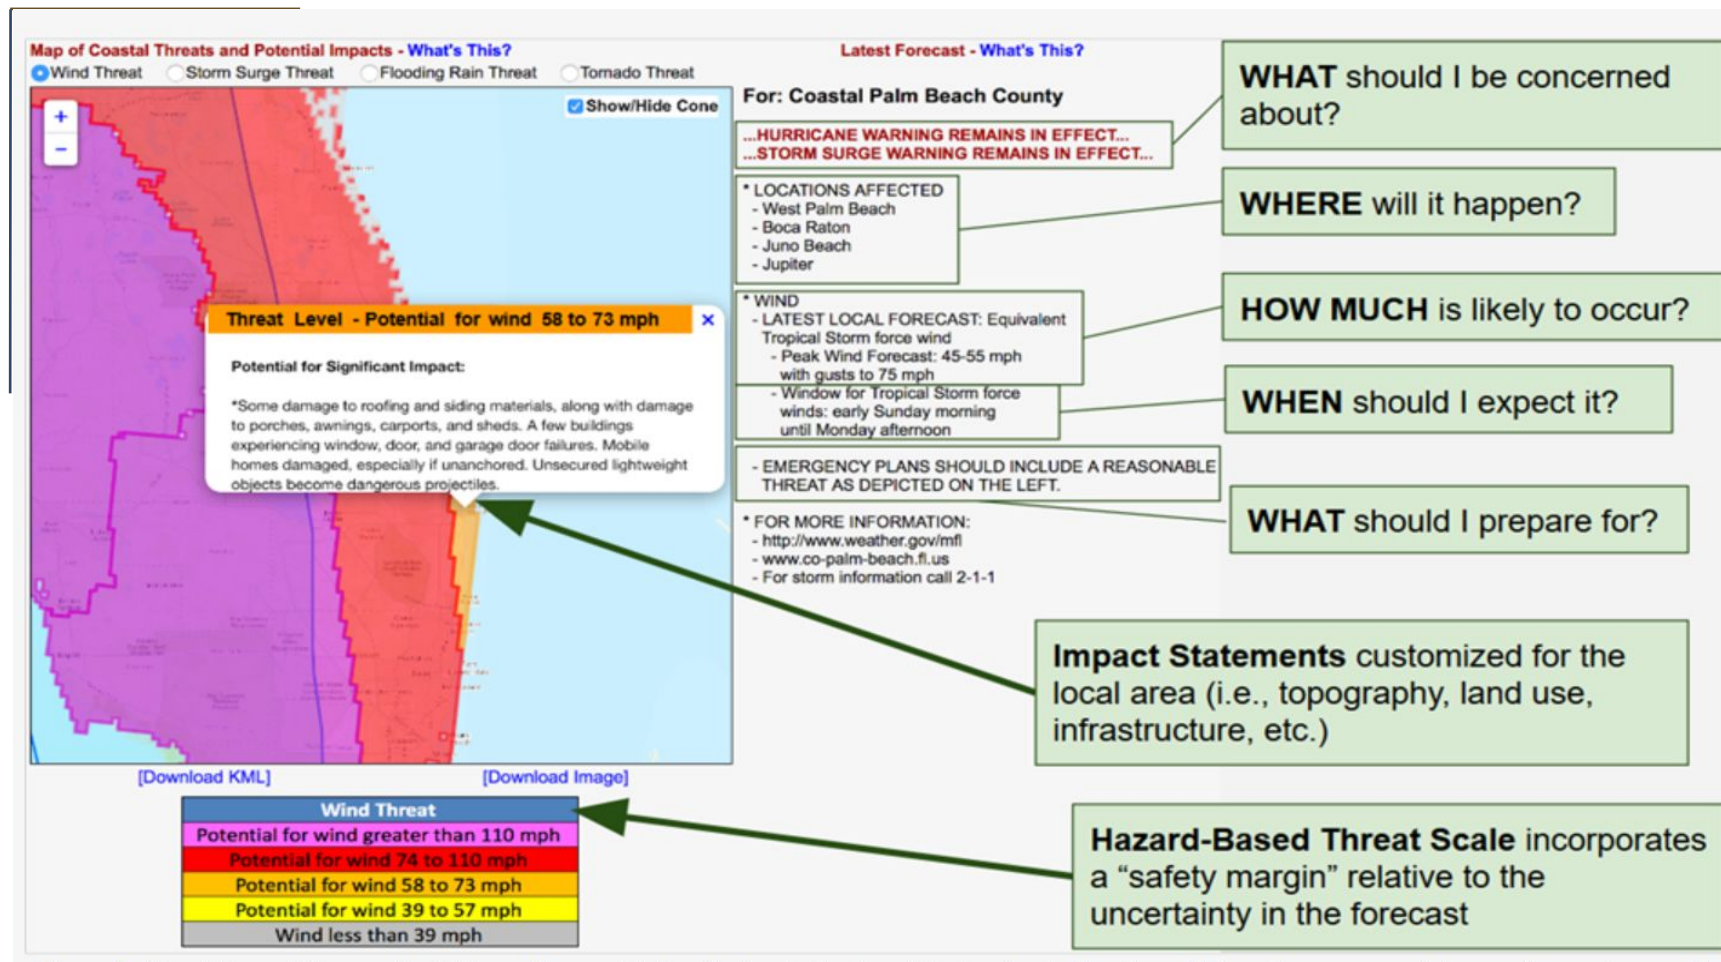 Map of Coastal Threats and Potential Impacts - What's This?
Wind Threat Storm Surge Threat Flooding Rain Threat Tornado Threat
+
−
Show/Hide Cone
Threat Level - Potential for wind 58 to 73 mph ×
Potential for Significant Impact:
*Some damage to roofing and siding materials, along with damage
to porches, awnings, carports, and sheds. A few buildings
experiencing window, door, and garage door failures. Mobile
homes damaged, especially if unanchored. Unsecured lightweight
objects become dangerous projectiles.
[Download KML] [Download Image]
Wind Threat
Potential for wind greater than 110 mph
Potential for wind 74 to 110 mph
Potential for wind 58 to 73 mph
Potential for wind 39 to 57 mph
Wind less than 39 mph
Latest Forecast - What's This?
For: Coastal Palm Beach County
...HURRICANE WARNING REMAINS IN EFFECT...
...STORM SURGE WARNING REMAINS IN EFFECT...
* LOCATIONS AFFECTED
- West Palm Beach
- Boca Raton
- Juno Beach
- Jupiter
* WIND
- LATEST LOCAL FORECAST: Equivalent
Tropical Storm force wind
- Peak Wind Forecast: 45-55 mph
with gusts to 75 mph
- Window for Tropical Storm force
winds: early Sunday morning
until Monday afternoon
- EMERGENCY PLANS SHOULD INCLUDE A REASONABLE
THREAT AS DEPICTED ON THE LEFT.
* FOR MORE INFORMATION:
- http://www.weather.gov/mfl
- www.co-palm-beach.fl.us
- For storm information call 2-1-1
WHAT should I be concerned
about?
WHERE will it happen?
HOW MUCH is likely to occur?
WHEN should I expect it?
WHAT should I prepare for?
Impact Statements customized for the
local area (i.e., topography, land use,
infrastructure, etc.)
Hazard-Based Threat Scale incorporates
a “safety margin” relative to the
uncertainty in the forecast